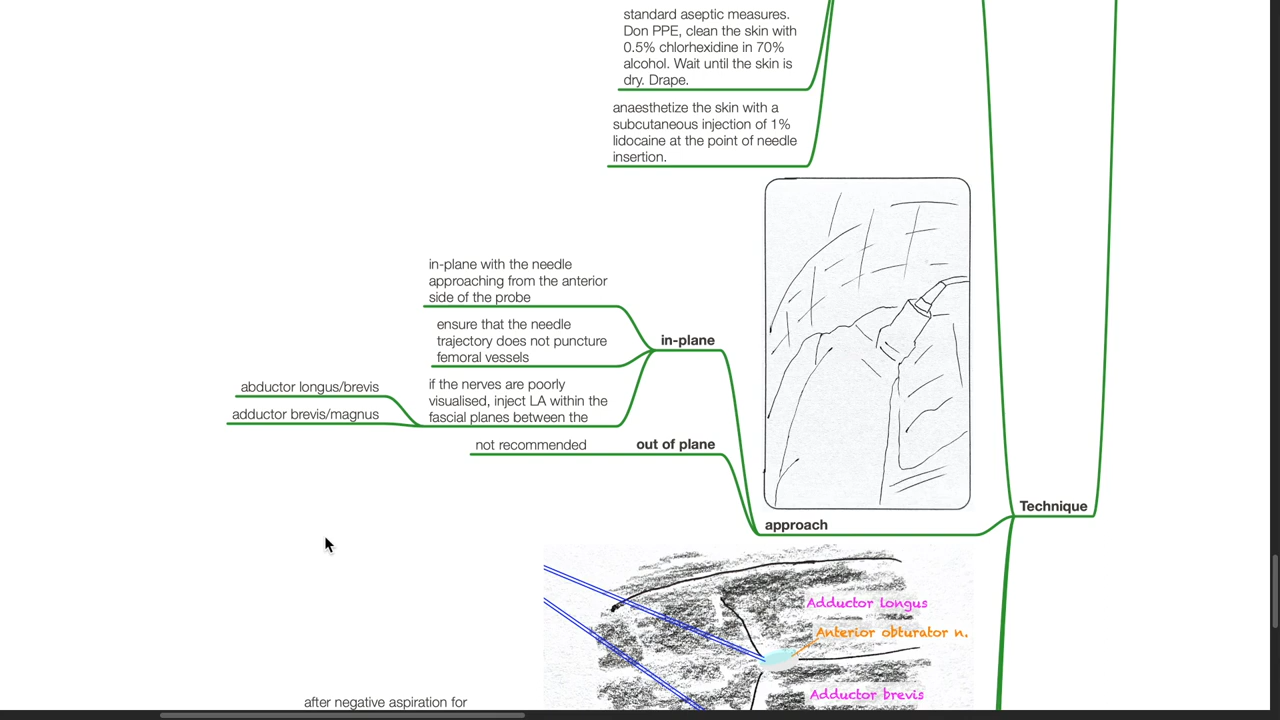 standard aseptic measures.
Don PPE, clean the skin with
0.5% chlorhexidine in 70%
alcohol. Wait until the skin is
dry. Drape.
anaesthetize the skin with a
subcutaneous injection of 1%
lidocaine at the point of needle
insertion.
in-plane with the needle
approaching from the anterior
side of the probe
ensure that the needle
trajectory does not puncture
femoral vessels
in-plane
abductor longus/brevis
adductor brevis/magnus
if the nerves are poorly
visualised, inject LA within the
fascial planes between the
not recommended
out of plane
approach
Technique
Adductor longus
Anterior obturator n.
Adductor brevis
after negative aspiration for